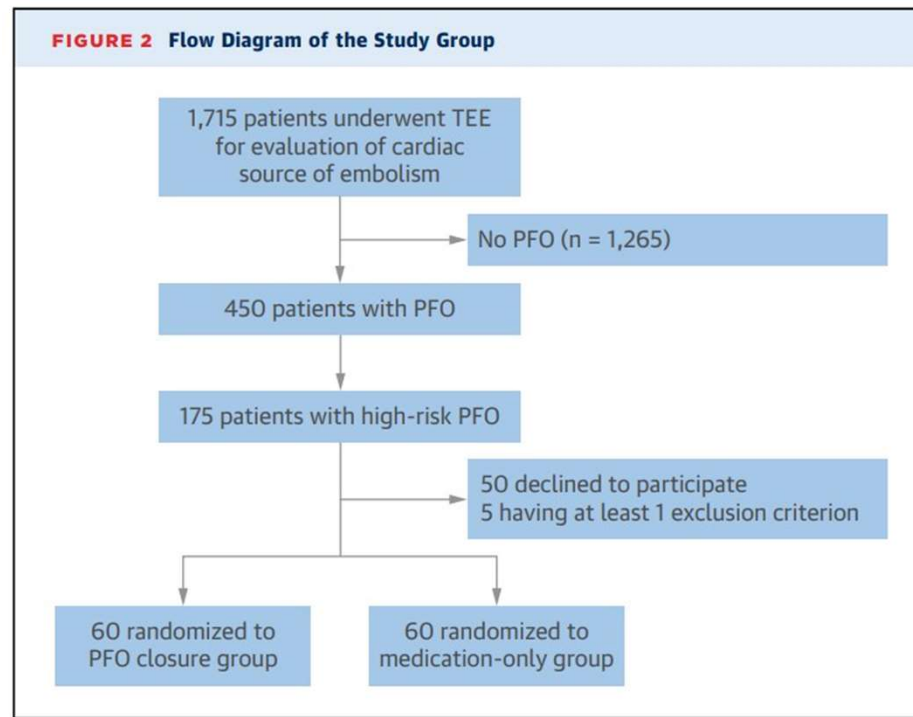 FIGURE 2 Flow Diagram of the Study Group
1,715 patients underwent TEE
for evaluation of cardiac
source of embolism
No PFO (n = 1,265)
450 patients with PFO
175 patients with high-risk PFO
50 declined to participate
5 having at least 1 exclusion criterion
60 randomized to
PFO closure group
60 randomized to
medication-only group